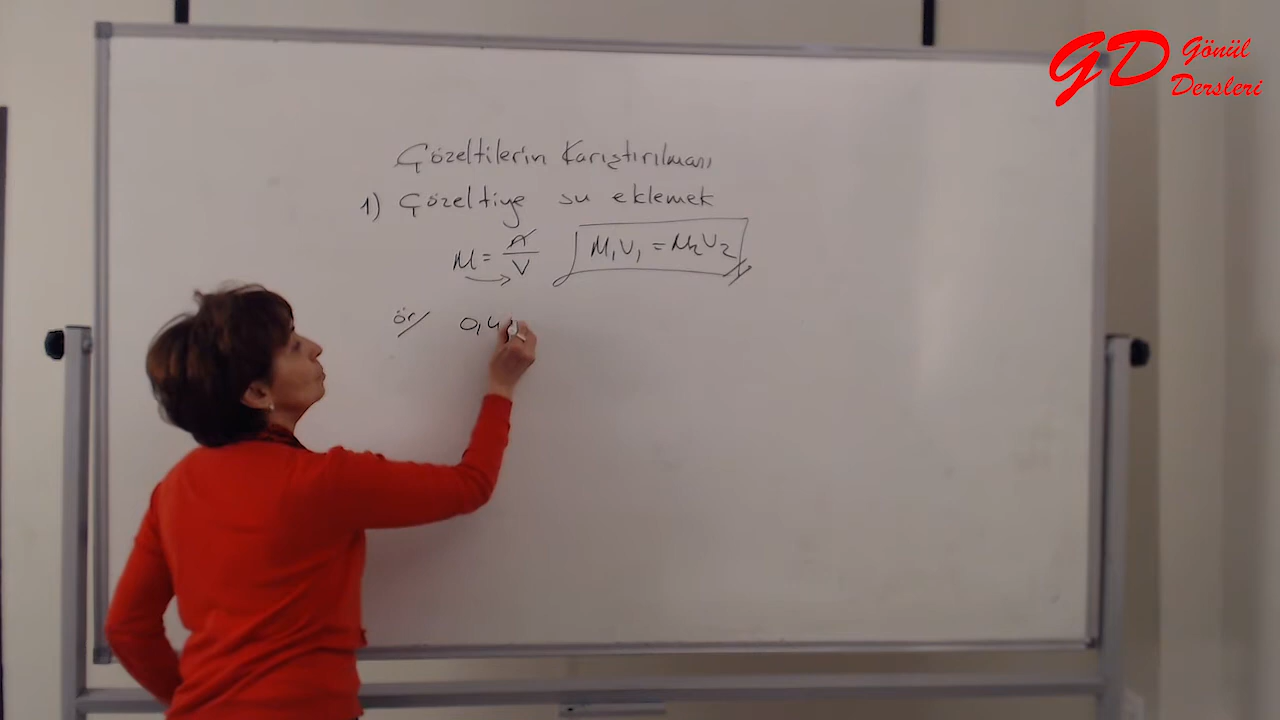 GD Gönül Dersleri
Çözeltilerin Karıştırılması
1) Çözeltiye su eklemek
M = n/V M₁V₁ = M₂V₂
ör/ 0,4